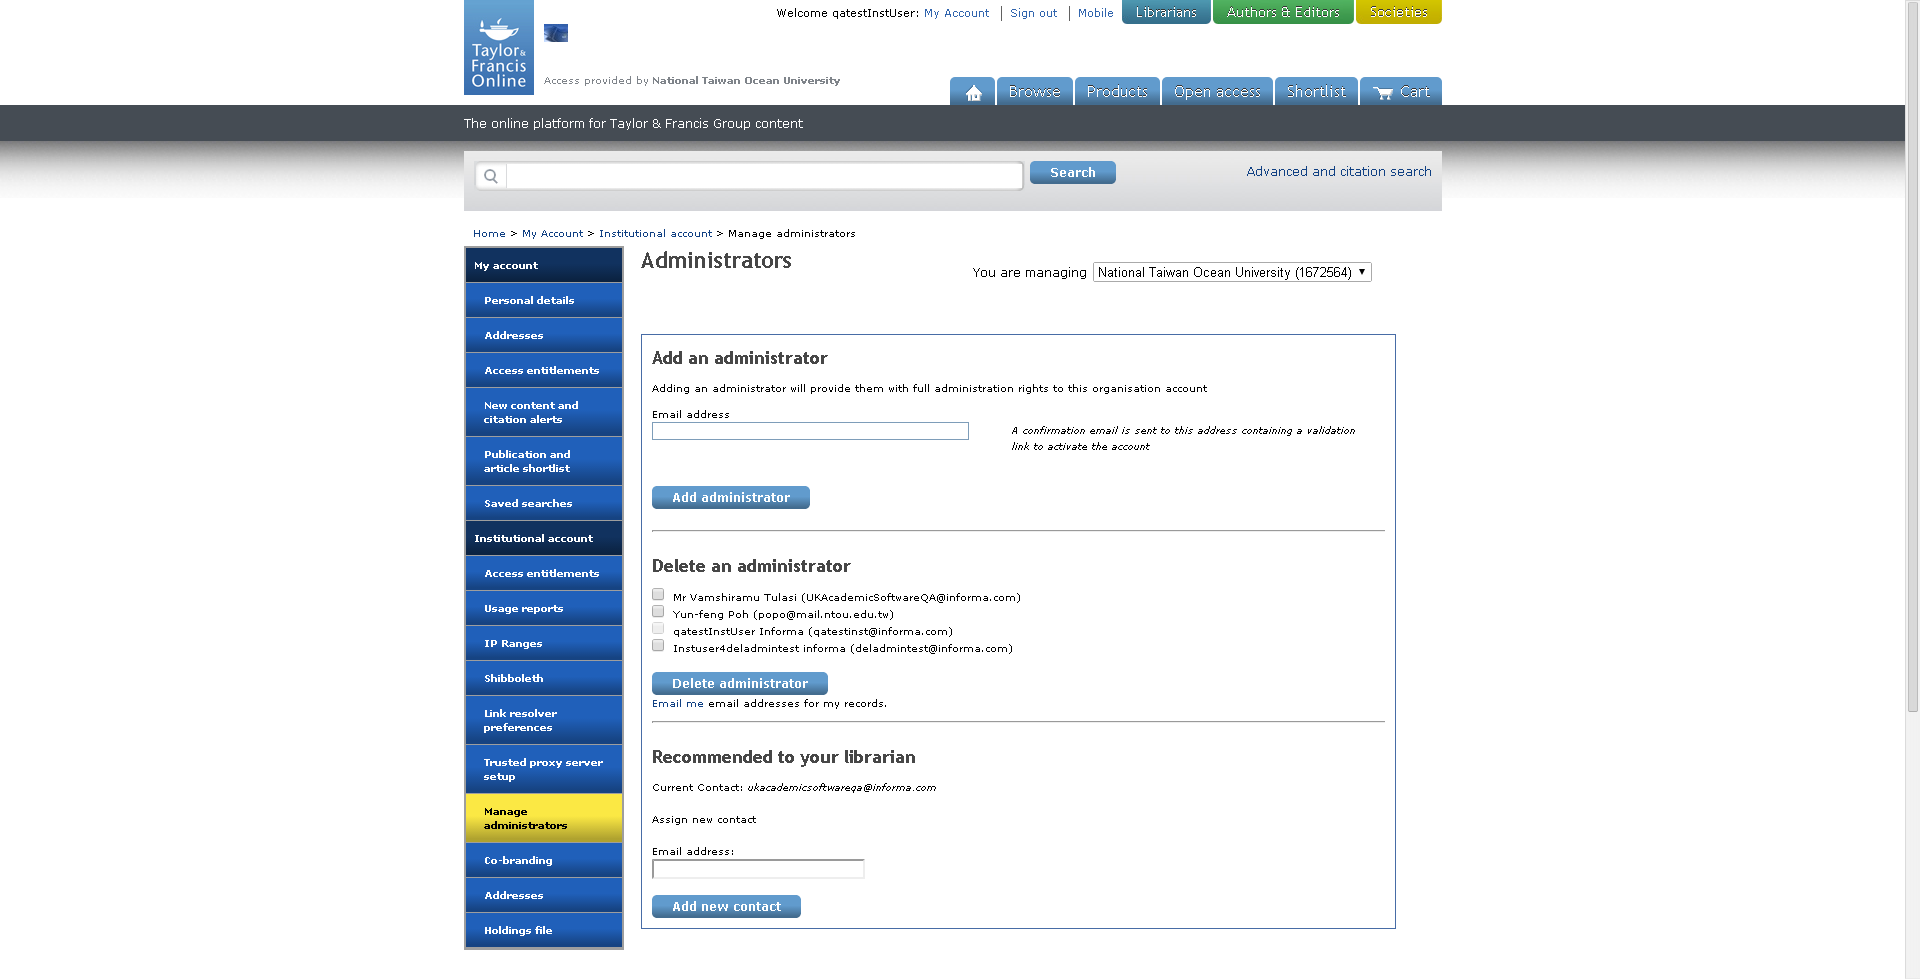 Welcome qatestInstUser: My Account Sign out Mobile Librarians Authors & Editors Societies
Taylor &
Francis
Online
Access provided by National Taiwan Ocean University
Browse Products Open access Shortlist Cart
The online platform for Taylor & Francis Group content
Search Advanced and citation search
Home > My Account > Institutional account > Manage administrators
My account
Personal details
Addresses
Access entitlements
New content and
citation alerts
Publication and
article shortlist
Saved searches
Institutional account
Access entitlements
Usage reports
IP Ranges
Shibboleth
Link resolver
preferences
Trusted proxy server
setup
Manage
administrators
Co-branding
Addresses
Holdings file
Administrators
You are managing National Taiwan Ocean University (1672564)
Add an administrator
Adding an administrator will provide them with full administration rights to this organisation account
Email address
A confirmation email is sent to this address containing a validation
link to activate the account
Add administrator
Delete an administrator
Mr Vamshiramu Tulasi (UKAcademicSoftwareQA@informa.com)
Yun-feng Poh (popo@mail.ntou.edu.tw)
qatestInstUser Informa (qatestinst@informa.com)
Instuser4deladmintest informa (deladmintest@informa.com)
Delete administrator
Email me email addresses for my records.
Recommended to your librarian
Current Contact: ukacademicsoftwareqa@informa.com
Assign new contact
Email address:
Add new contact